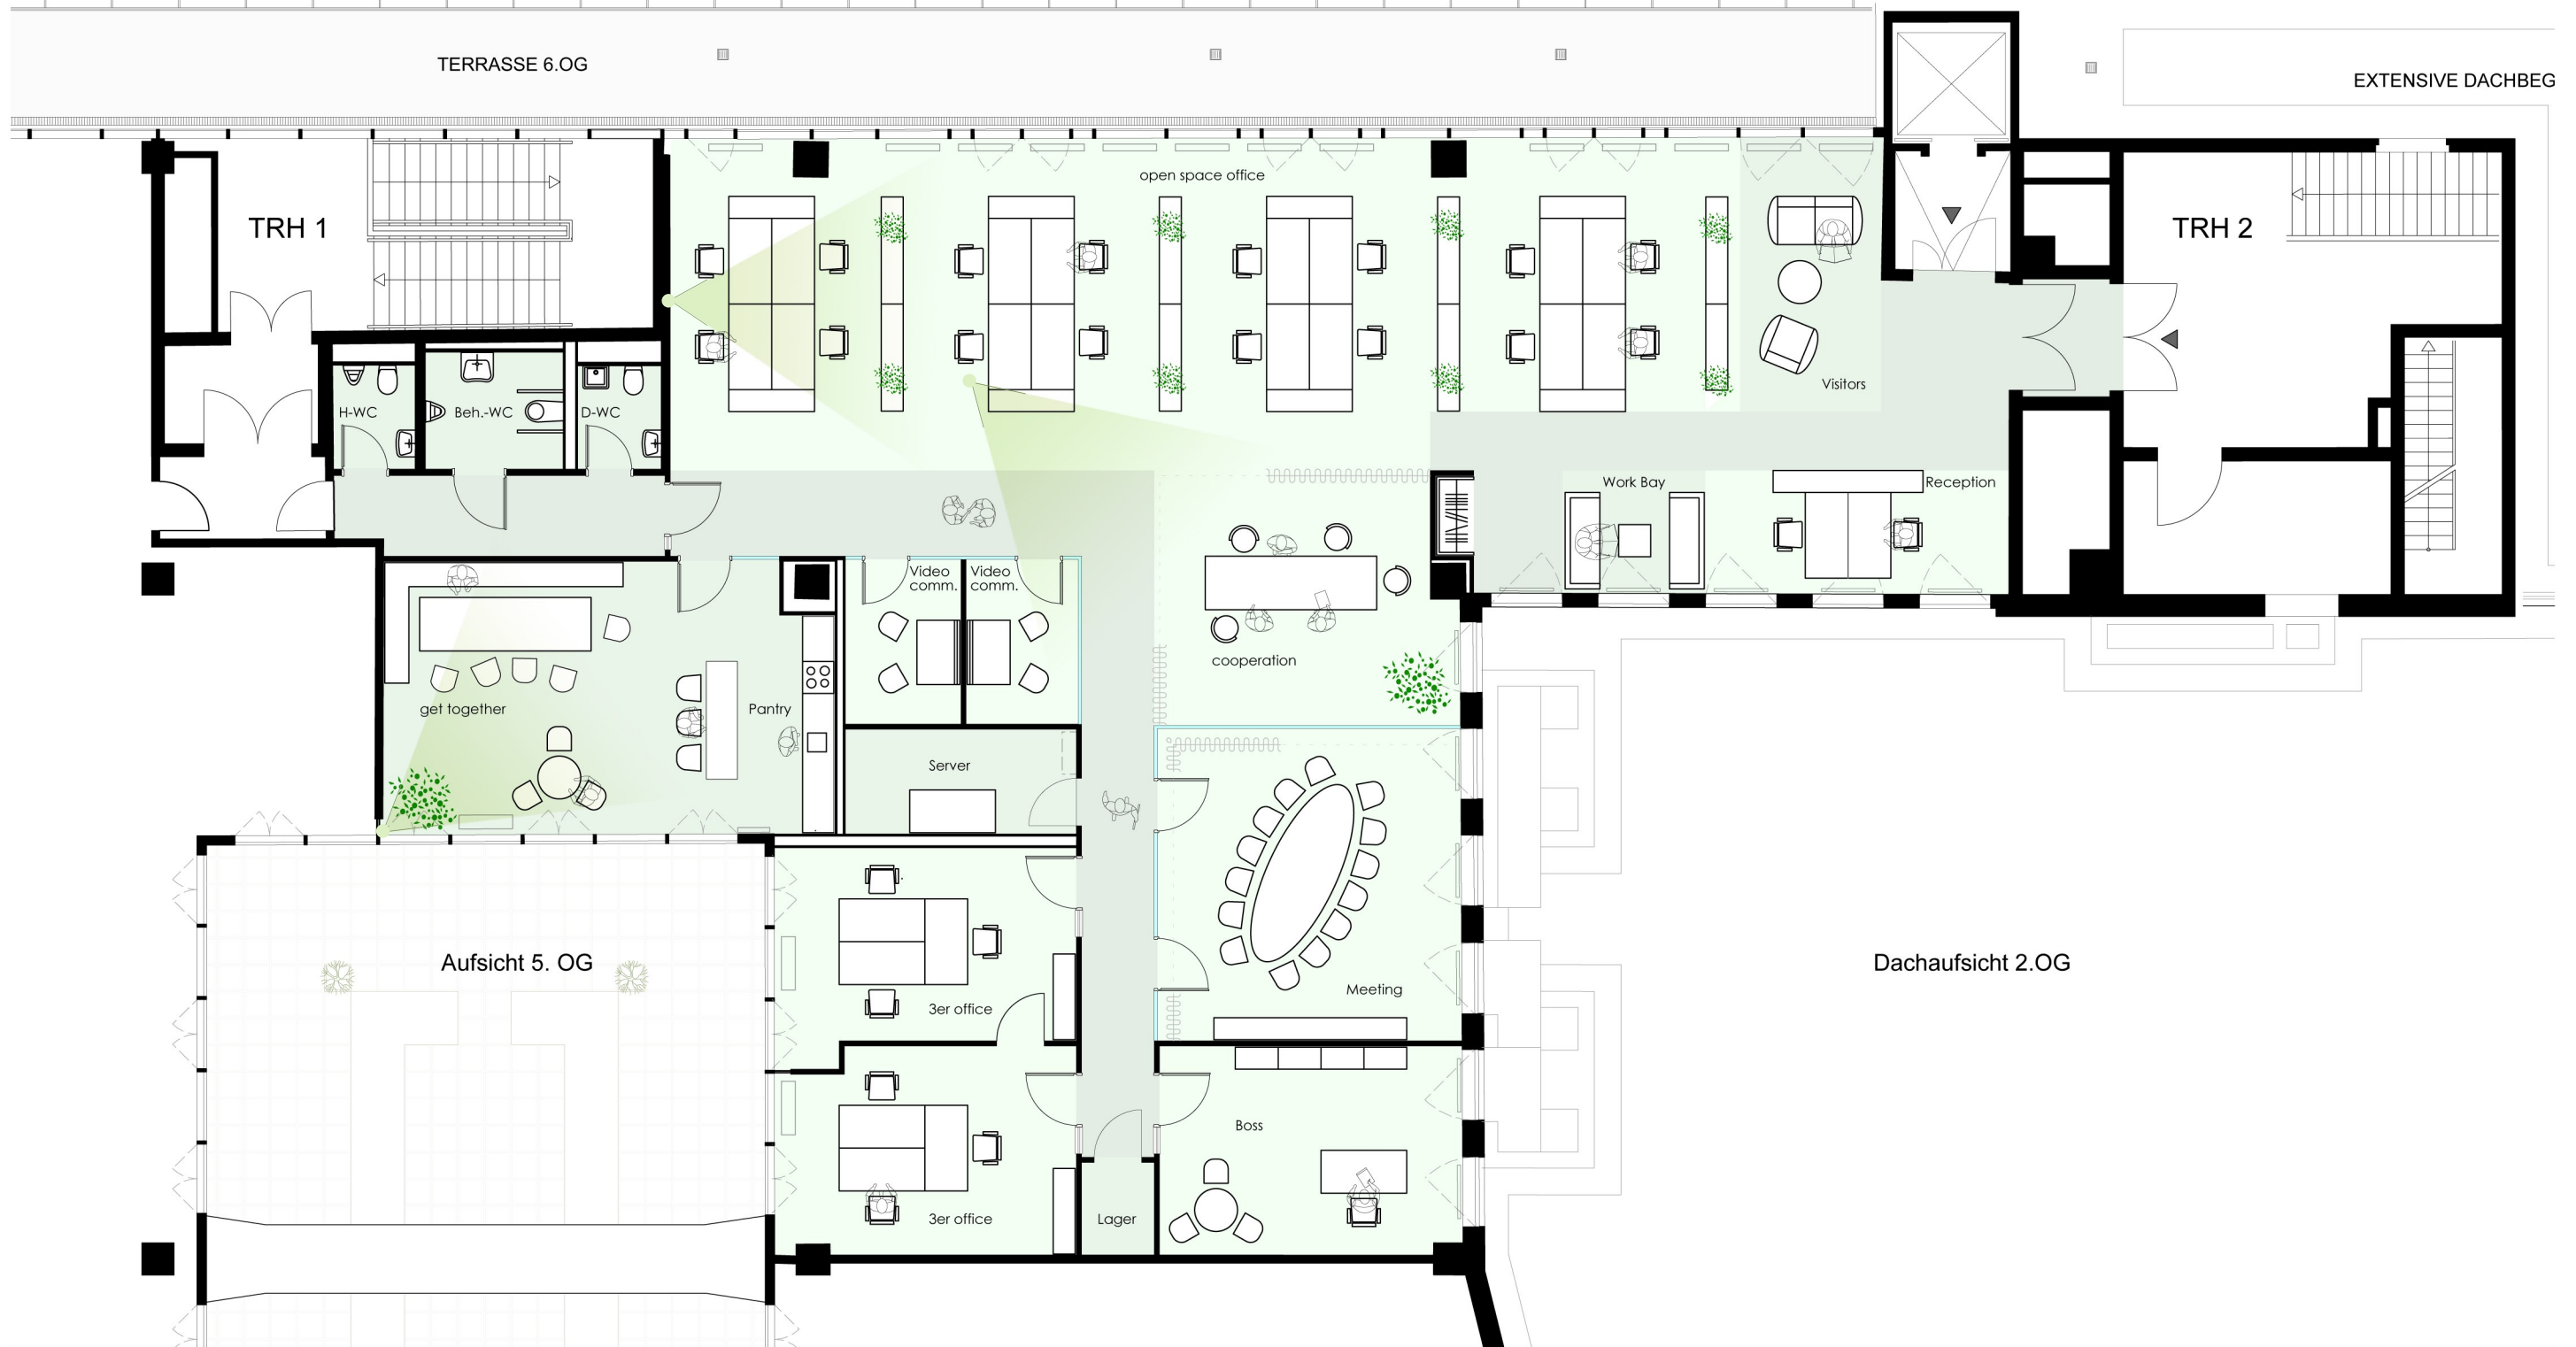 TERRASSE 6.OG
EXTENSIVE DACHBEG
open space office
TRH 1
TRH 2
Visitors
H-WC
Beh.-WC
D-WC
Work Bay
Reception
Video
comm.
Video
comm.
cooperation
get together
Pantry
Server
Aufsicht 5. OG
Dachaufsicht 2.OG
Meeting
3er office
Boss
3er office
Lager